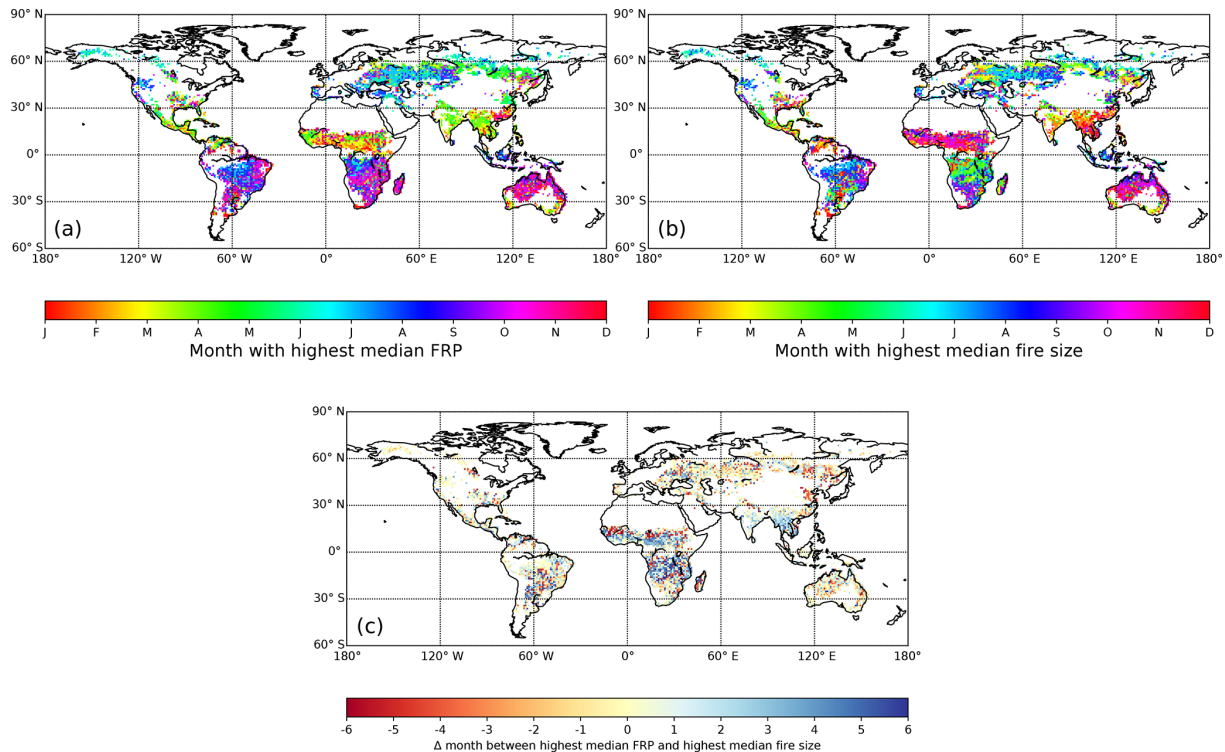 90° N
60° N
30° N
0°
30° S
60° S
(a)
180° 120° W 60° W 0° 60° E 120° E 180°
J F M A M J J A S O N D
Month with highest median FRP
90° N
60° N
30° N
0°
30° S
60° S
(b)
180° 120° W 60° W 0° 60° E 120° E 180°
J F M A M J J A S O N D
Month with highest median fire size
90° N
60° N
30° N
0°
30° S
60° S
(c)
180° 120° W 60° W 0° 60° E 120° E 180°
-6 -5 -4 -3 -2 -1 0 1 2 3 4 5 6
Δ month between highest median FRP and highest median fire size